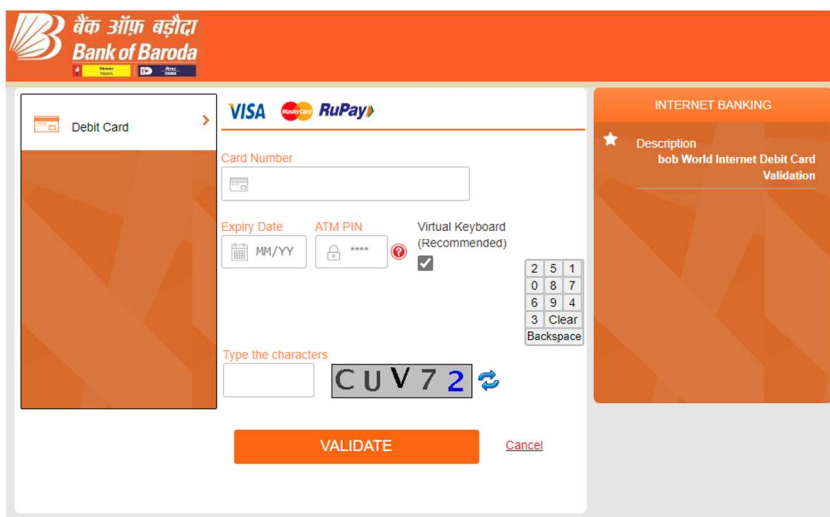 बैंक ऑफ़ बड़ौदा
Bank of Baroda
Debit Card
VISA MasterCard RuPay
Card Number
Expiry Date ATM PIN Virtual Keyboard
(Recommended)
MM/YY ****
2 5 1
0 8 7
6 9 4
3 Clear
Backspace
Type the characters
CUV72
VALIDATE Cancel
INTERNET BANKING
Description
bob World Internet Debit Card
Validation